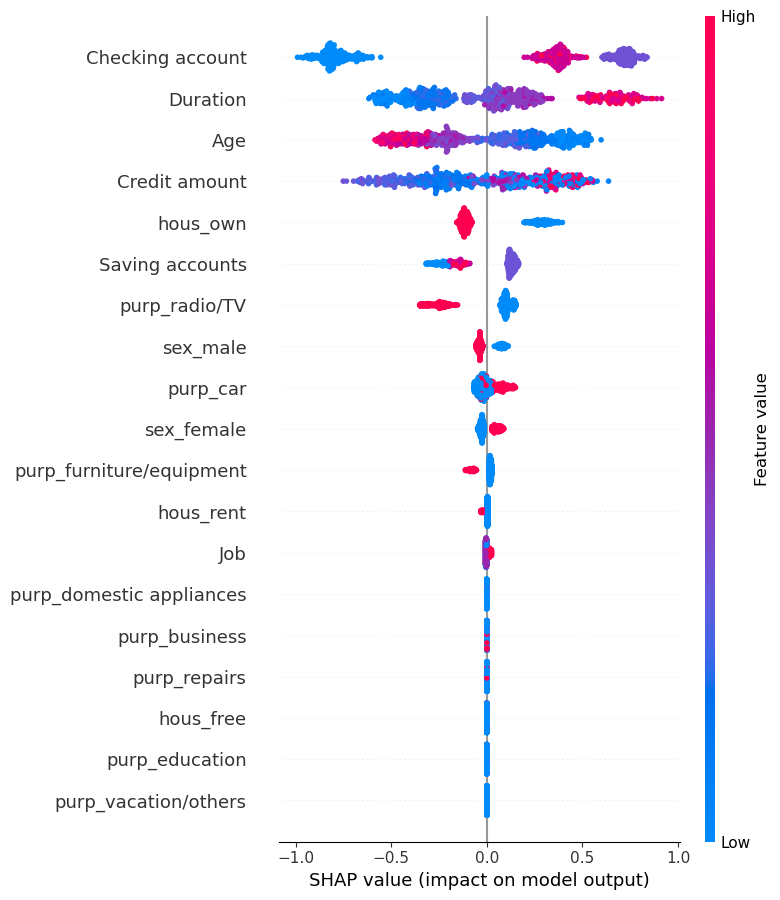 High
Checking account
Duration
Age
Credit amount
hous_own
Saving accounts
purp_radio/TV
sex_male
purp_car
sex_female
purp_furniture/equipment
hous_rent
Job
purp_domestic appliances
purp_business
purp_repairs
hous_free
purp_education
purp_vacation/others
Feature value
Low
−1.0 −0.5 0.0 0.5 1.0
SHAP value (impact on model output)